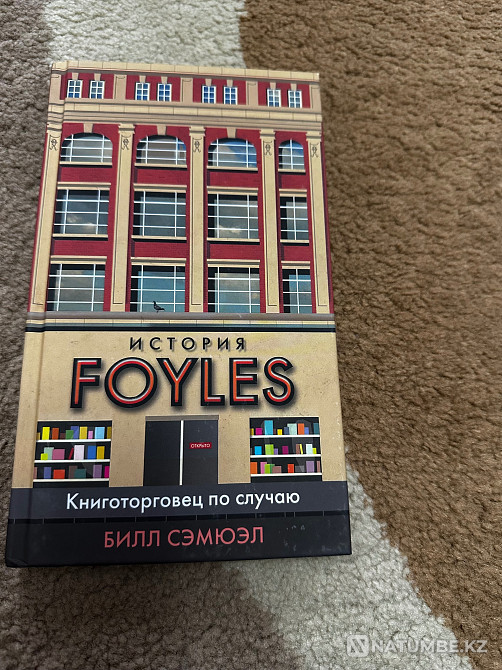 ИСТОРИЯ
FOYLES
ОТКРЫТО
Книготорговец по случаю
БИЛЛ СЭМЮЭЛ
NATUMBE.KZ